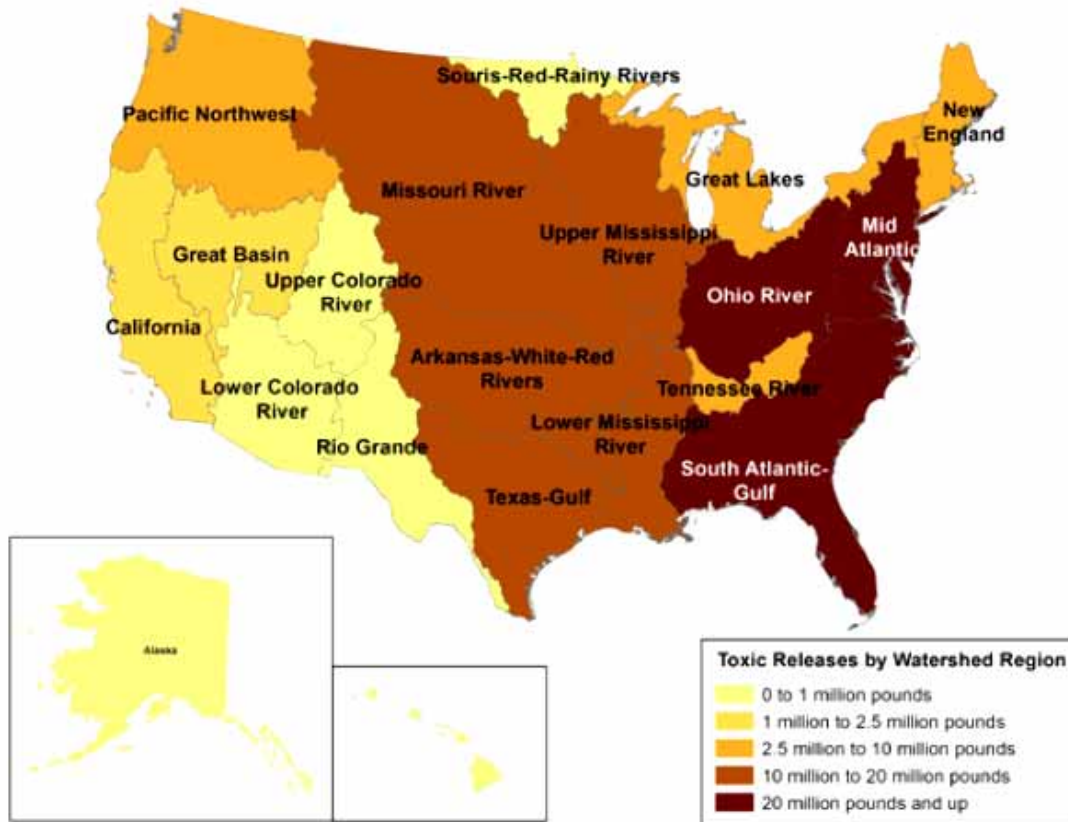 Souris-Red-Rainy Rivers
Pacific Northwest
New
England
Great Lakes
Missouri River
Mid
Atlantic
Upper Mississippi
River
Great Basin
Upper Colorado
River
Ohio River
California
Arkansas-White-Red
Rivers
Lower Colorado
River
Tennessee River
Rio Grande
Lower Mississippi
River
South Atlantic-
Gulf
Texas-Gulf
Alaska
Toxic Releases by Watershed Region
0 to 1 million pounds
1 million to 2.5 million pounds
2.5 million to 10 million pounds
10 million to 20 million pounds
20 million pounds and up